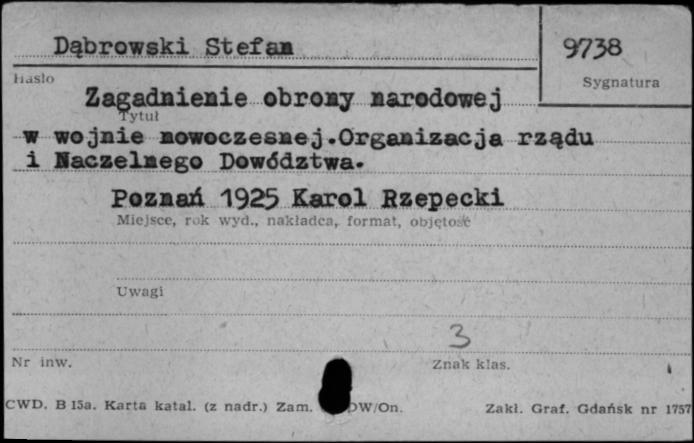 Dąbrowski Stefan
9738
Hasło
Sygnatura
Zagadnienie obrony narodowej
Tytuł
w wojnie nowoczesnej.Organizacja rządu
i Naczelnego Dowództwa.
Poznań 1925 Karol Rzepecki
Miejsce, rok wyd., nakładca, format, objętość
Uwagi
3
Nr inw.
Znak klas.
CWD. B 15a. Karta katal. (z nadr.) Zam. DW/On.
Zakł. Graf. Gdańsk nr 1757